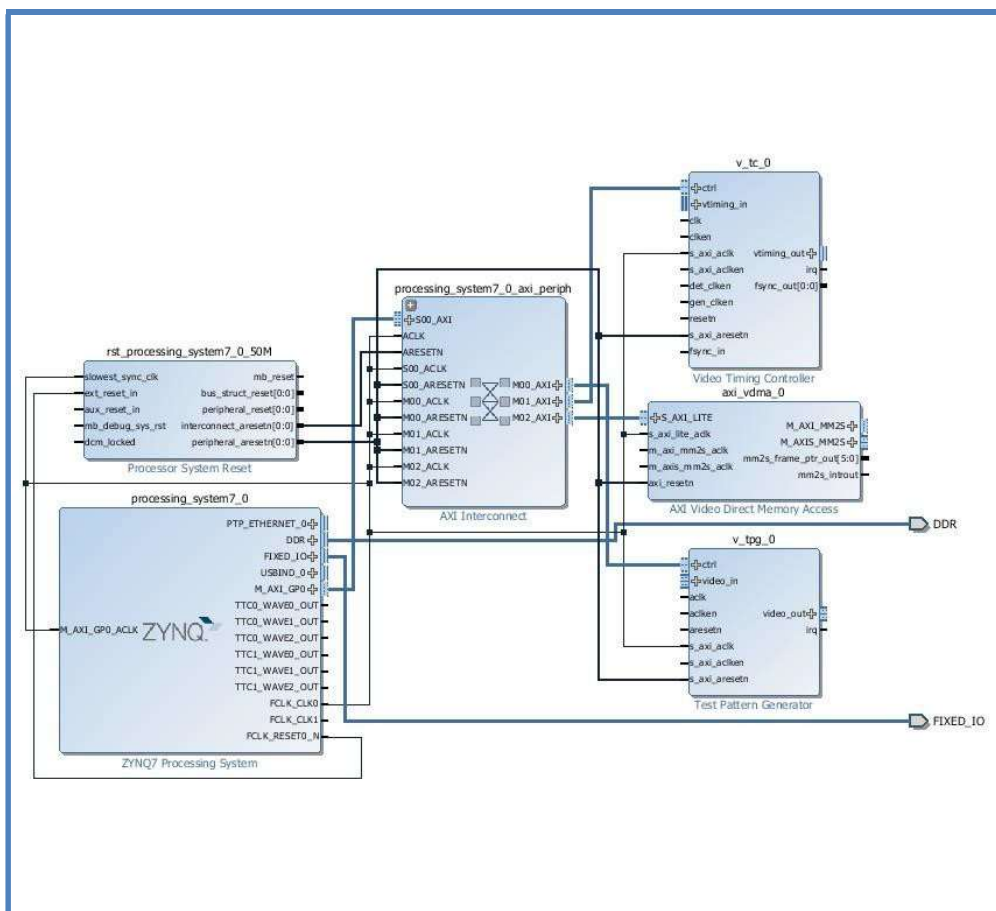 v_tc_0
ctrl
vtiming_in
clk
clken
s_axi_aclk
s_axi_aclken
det_clken
gen_clken
resetn
s_axi_aresetn
fsync_in
vtiming_out
irq
fsync_out[0:0]
Video Timing Controller
processing_system7_0_axi_periph
S00_AXI
ACLK
ARESETN
S00_ACLK
S00_ARESETN
M00_ACLK
M00_ARESETN
M01_ACLK
M01_ARESETN
M02_ACLK
M02_ARESETN
M00_AXI
M01_AXI
M02_AXI
AXI Interconnect
rst_processing_system7_0_50M
slowest_sync_clk
ext_reset_in
aux_reset_in
mb_debug_sys_rst
dcm_locked
mb_reset
bus_struct_reset[0:0]
peripheral_reset[0:0]
interconnect_aresetn[0:0]
peripheral_aresetn[0:0]
Processor System Reset
axi_vdma_0
S_AXI_LITE
s_axi_lite_aclk
m_axi_mm2s_aclk
m_axis_mm2s_aclk
axi_resetn
M_AXI_MM2S
M_AXIS_MM2S
mm2s_frame_ptr_out[5:0]
mm2s_introut
AXI Video Direct Memory Access
processing_system7_0
M_AXI_GP0_ACLK
ZYNQ
PTP_ETHERNET_0
DDR
FIXED_IO
USBIND_0
M_AXI_GP0
TTC0_WAVE0_OUT
TTC0_WAVE1_OUT
TTC0_WAVE2_OUT
TTC1_WAVE0_OUT
TTC1_WAVE1_OUT
TTC1_WAVE2_OUT
FCLK_CLK0
FCLK_CLK1
FCLK_RESET0_N
ZYNQ7 Processing System
DDR
v_tpg_0
ctrl
video_in
aclk
aclken
aresetn
s_axi_aclk
s_axi_aclken
s_axi_aresetn
video_out
irq
Test Pattern Generator
FIXED_IO